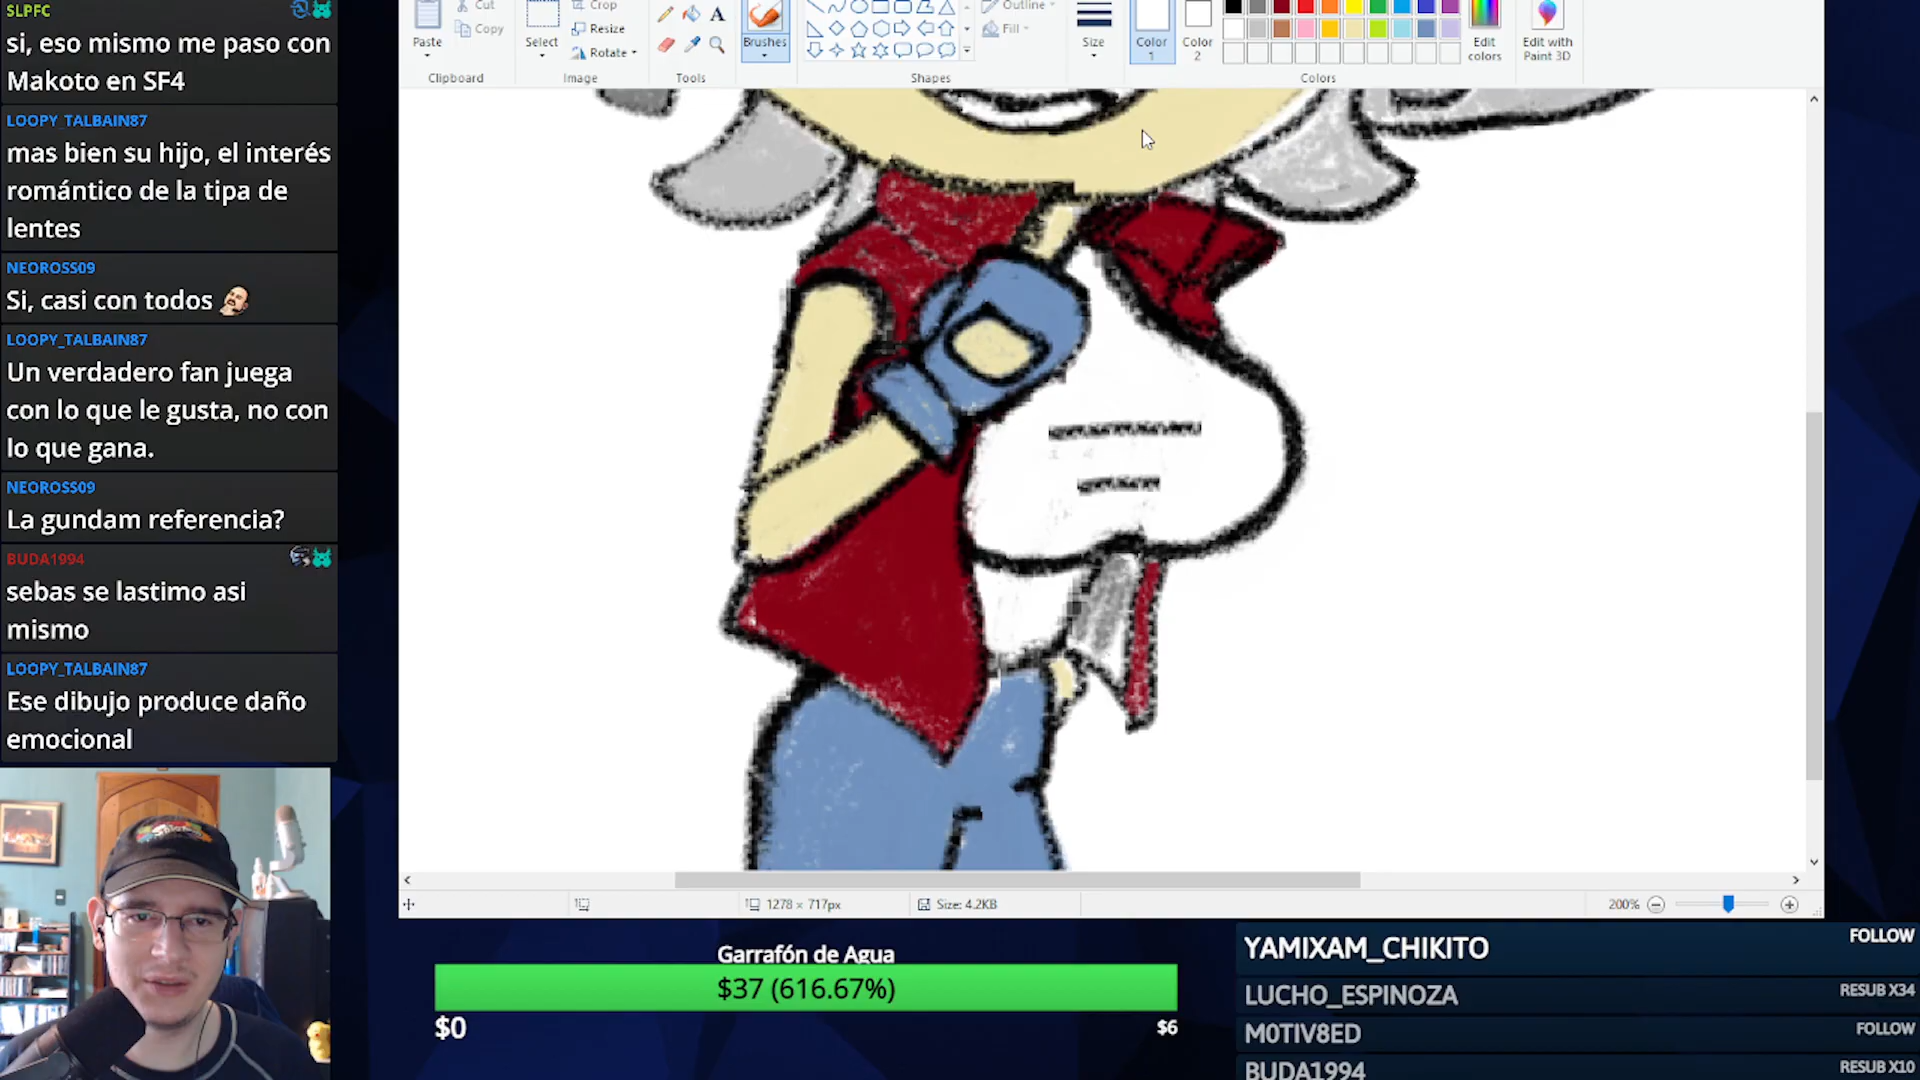 SLPFC
si, eso mismo me paso con
Makoto en SF4
LOOPY_TALBAIN87
mas bien su hijo, el interés
romántico de la tipa de
lentes
NEOROSS09
Si, casi con todos
LOOPY_TALBAIN87
Un verdadero fan juega
con lo que le gusta, no con
lo que gana.
NEOROSS09
La gundam referencia?
BUDA1994
sebas se lastimo asi
mismo
LOOPY_TALBAIN87
Ese dibujo produce daño
emocional
Paste
Cut
Copy
Clipboard
Select
Crop
Resize
Rotate
Image
A
Tools
Brushes
Outline
Fill
Shapes
Size
Color
1
Color
2
Colors
Edit
colors
Edit with
Paint 3D
1278 × 717px
Size: 4.2KB
200%
Garrafón de Agua
$37 (616.67%)
$0
$6
YAMIXAM_CHIKITO FOLLOW
LUCHO_ESPINOZA RESUB X34
M0TIV8ED FOLLOW
BUDA1994 RESUB X10